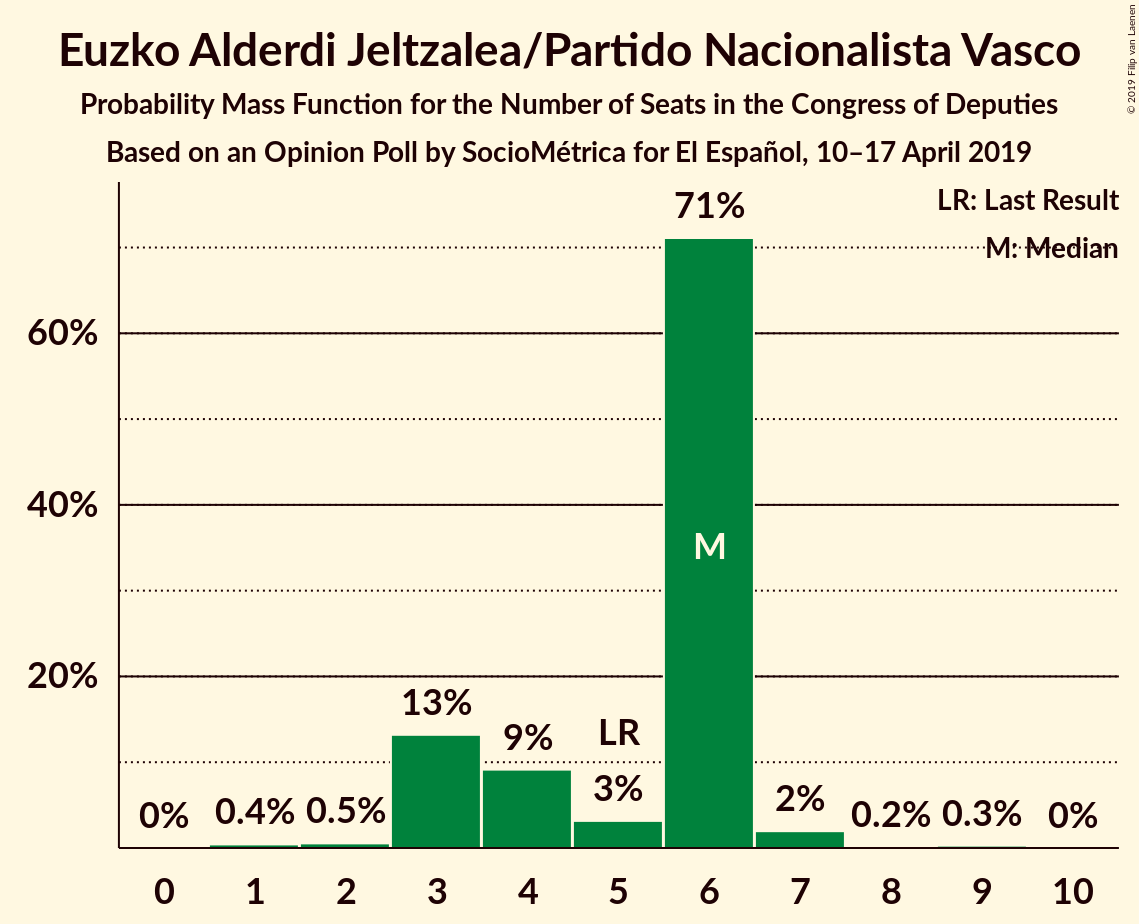 Euzko Alderdi Jeltzalea/Partido Nacionalista Vasco
Probability Mass Function for the Number of Seats in the Congress of Deputies
Based on an Opinion Poll by SocioMétrica for El Español, 10–17 April 2019
© 2019 Filip van Laenen
LR: Last Result
M: Median
71%
60%
40%
M
20%
13%
9%
LR
3%
2%
0%
0.4%
0.5%
0.2%
0.3%
0%
0 1 2 3 4 5 6 7 8 9 10